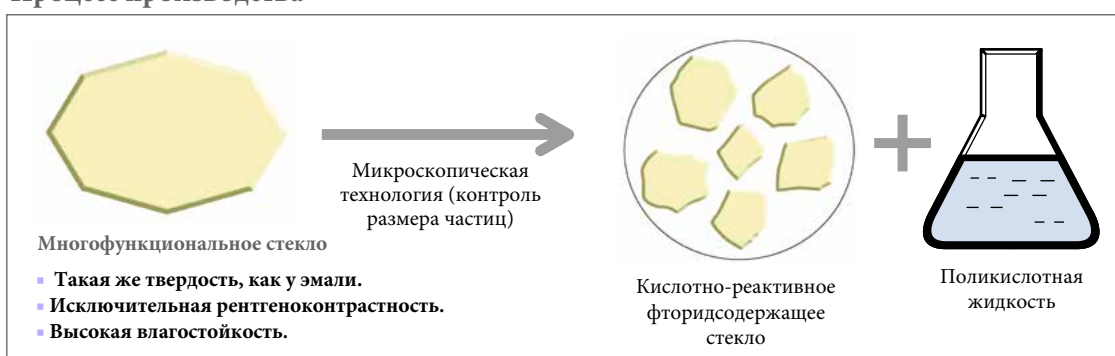 Процесс производства
Микроскопическая
технология (контроль
размера частиц)
Многофункциональное стекло
Такая же твердость, как у эмали.
Исключительная рентгеноконтрастность.
Высокая влагостойкость.
Кислотно-реактивное
фторидсодержащее
стекло
Поликислотная
жидкость